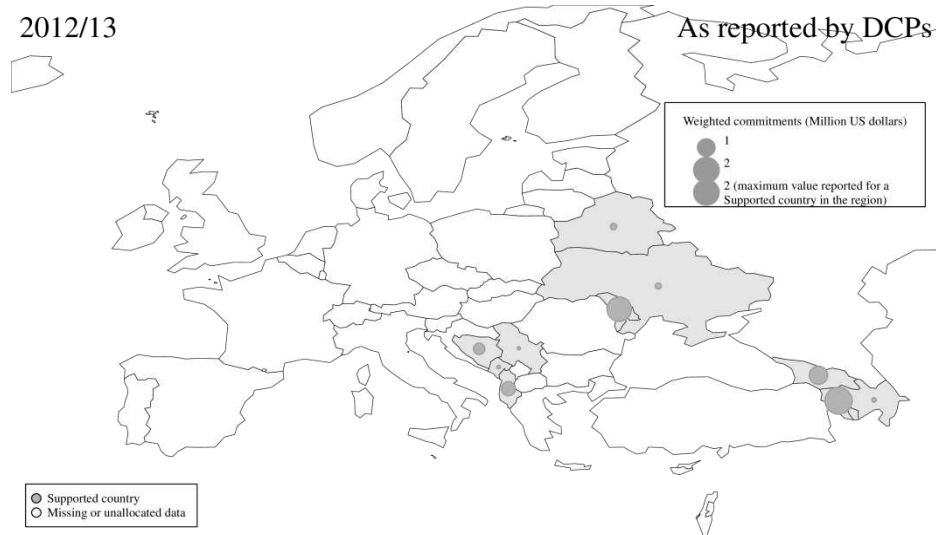 2012/13
As reported by DCPs
Weighted commitments (Million US dollars)
1
2
2 (maximum value reported for a
Supported country in the region)
Supported country
Missing or unallocated data